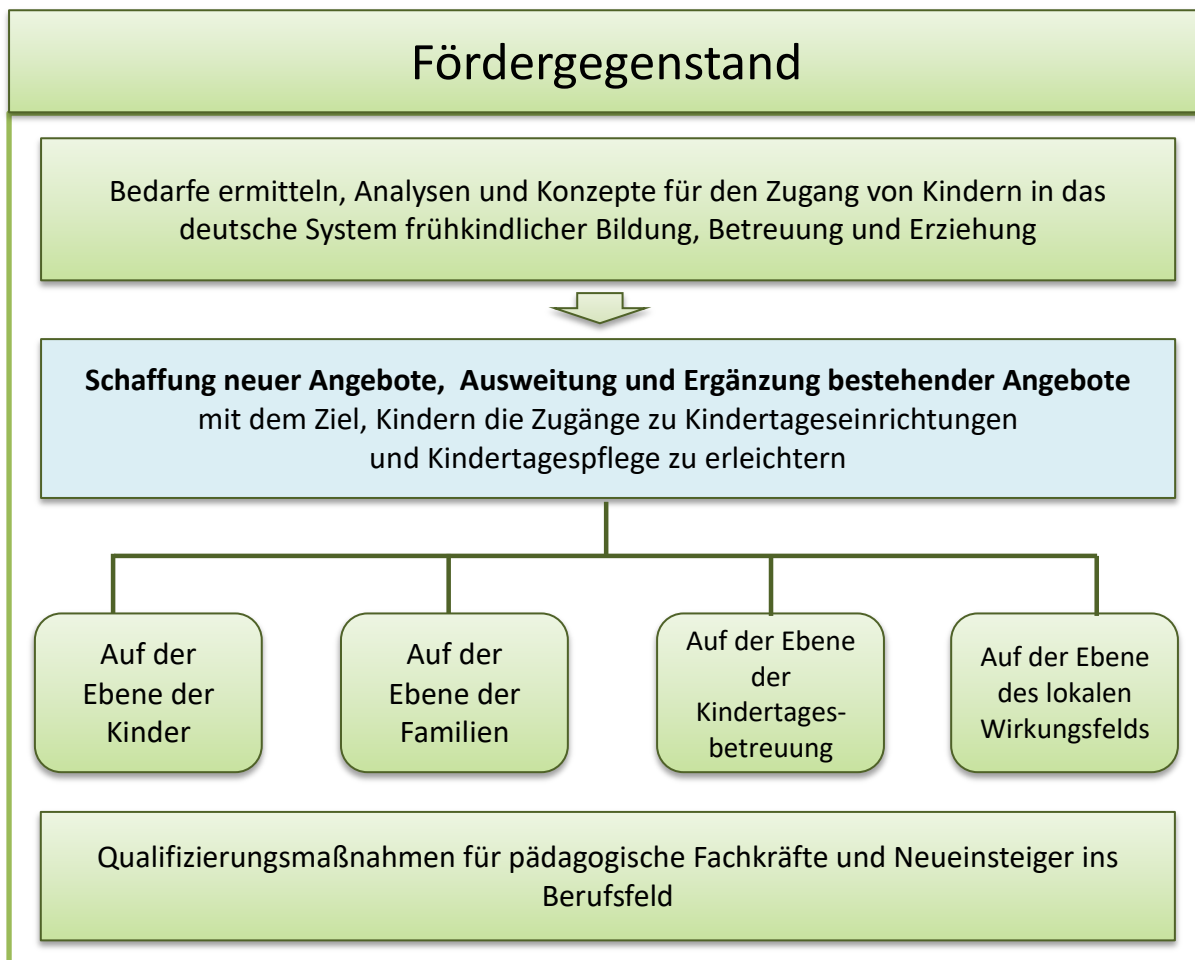 Fördergegenstand
Bedarfe ermitteln, Analysen und Konzepte für den Zugang von Kindern in das
deutsche System frühkindlicher Bildung, Betreuung und Erziehung
Schaffung neuer Angebote, Ausweitung und Ergänzung bestehender Angebote
mit dem Ziel, Kindern die Zugänge zu Kindertageseinrichtungen
und Kindertagespflege zu erleichtern
Auf der
Ebene der
Kinder
Auf der
Ebene der
Familien
Auf der Ebene
der
Kindertages-
betreuung
Auf der Ebene
des lokalen
Wirkungsfelds
Qualifizierungsmaßnahmen für pädagogische Fachkräfte und Neueinsteiger ins
Berufsfeld